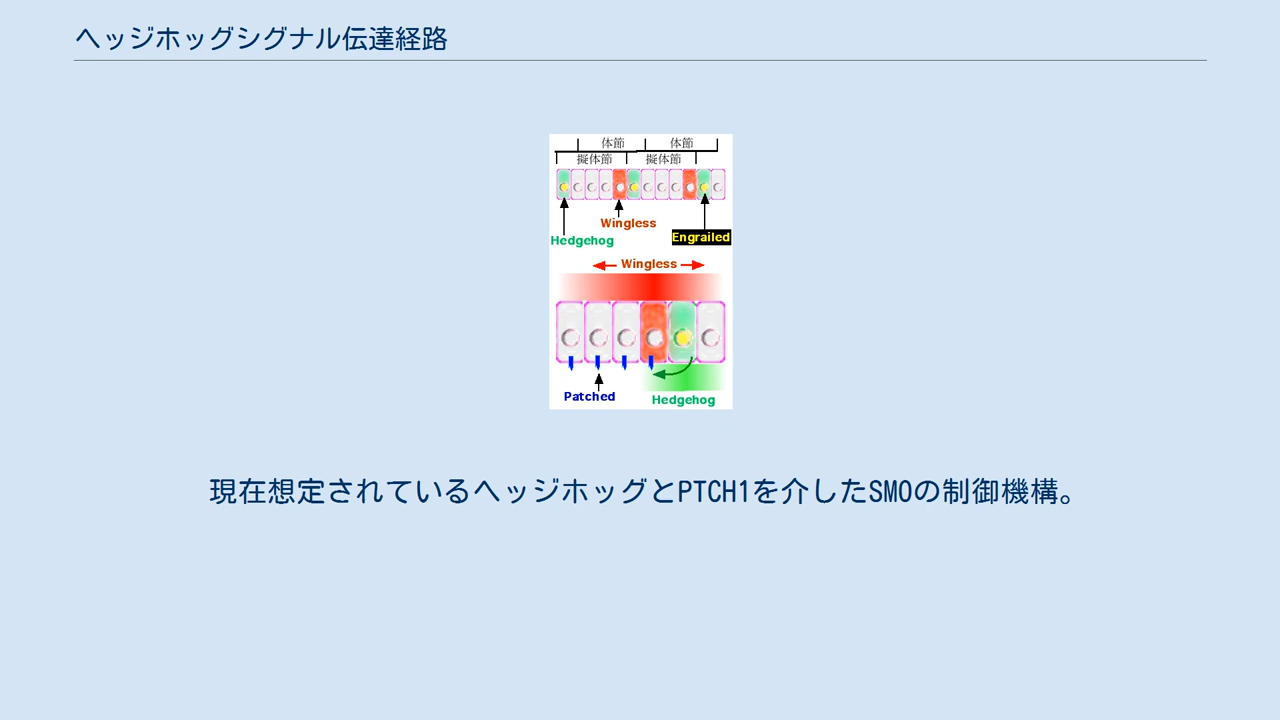 ヘッジホッグシグナル伝達経路
体節 体節
擬体節 擬体節
Wingless
Hedgehog
Engrailed
Wingless
Patched
Hedgehog
現在想定されているヘッジホッグとPTCH1を介したSMOの制御機構。